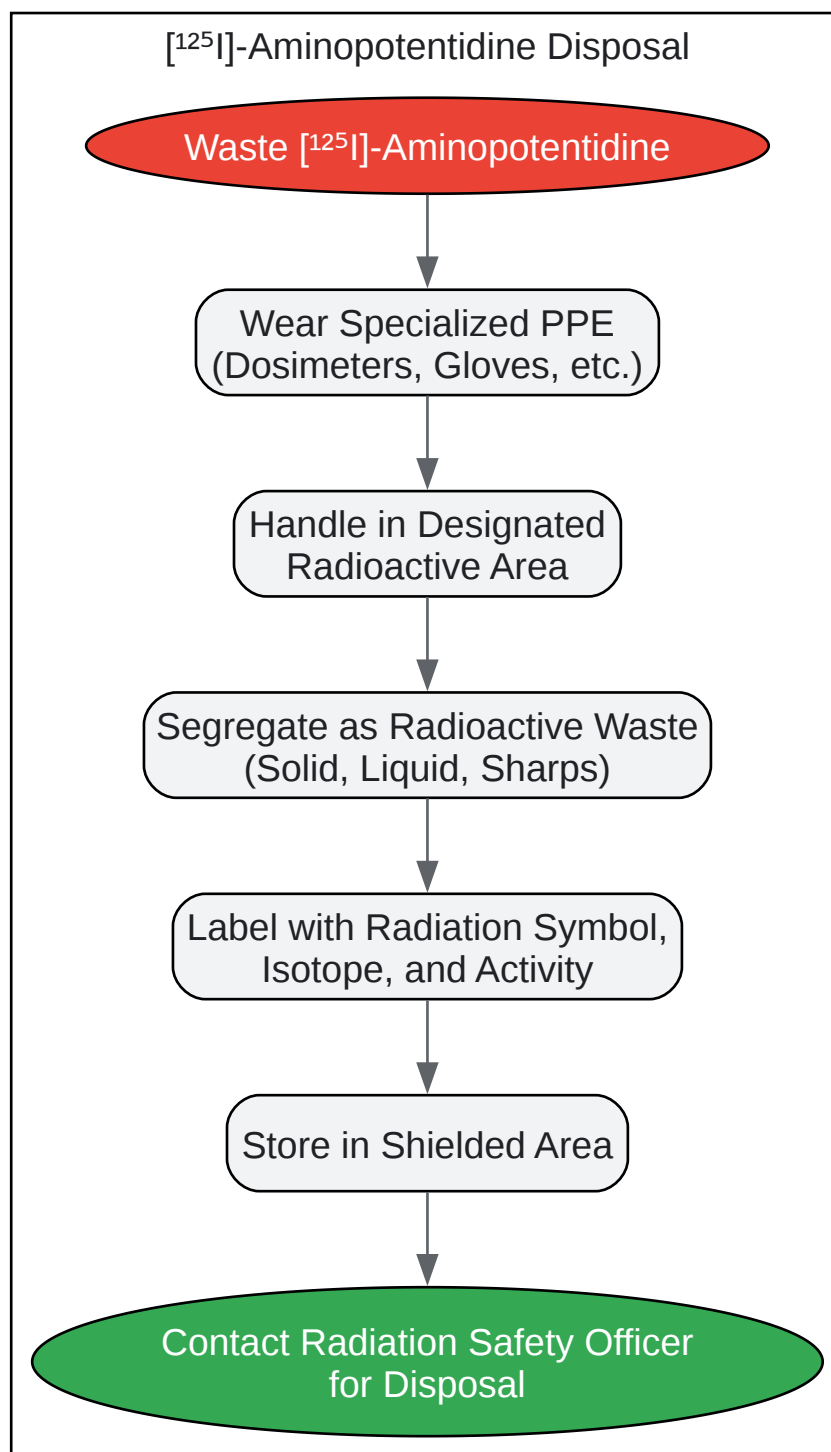 [¹²⁵I]-Aminopotentidine Disposal
Waste [¹²⁵I]-Aminopotentidine
Wear Specialized PPE
(Dosimeters, Gloves, etc.)
Handle in Designated
Radioactive Area
Segregate as Radioactive Waste
(Solid, Liquid, Sharps)
Label with Radiation Symbol,
Isotope, and Activity
Store in Shielded Area
Contact Radiation Safety Officer
for Disposal